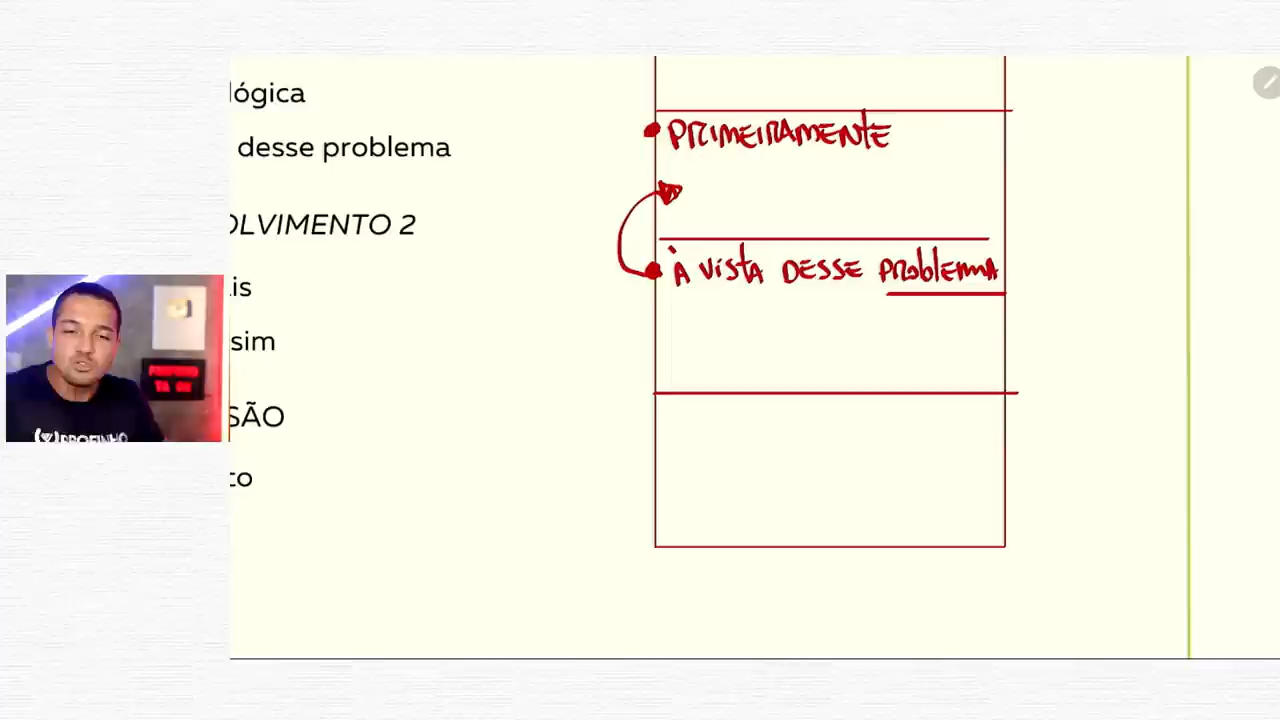 lógica
desse problema
OLVIMENTO 2
is
sim
SÃO
to
• PRIMEIRAMENTE
• À VISTA DESSE PROBLEMA